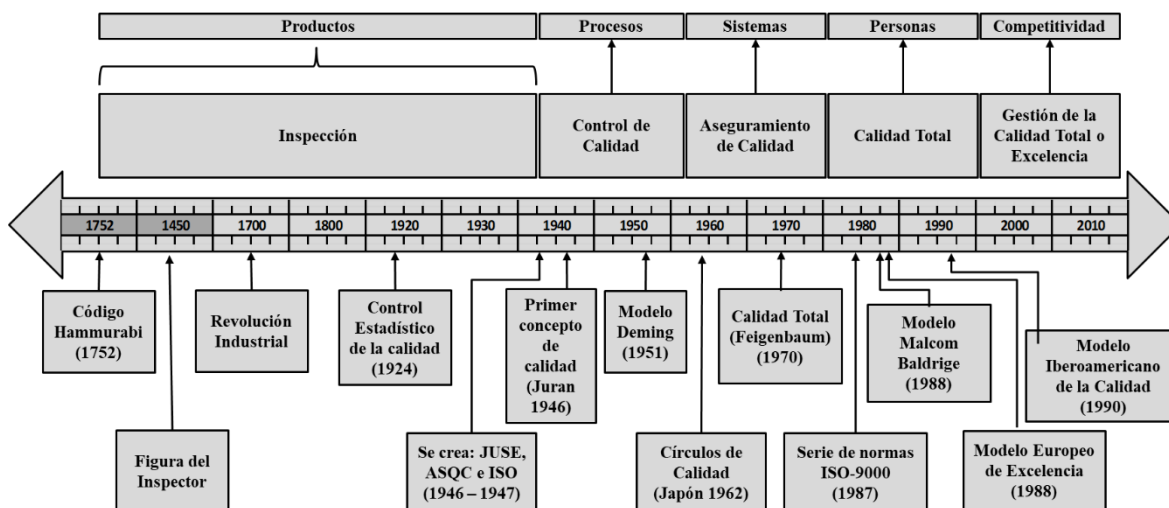 Productos
Procesos
Sistemas
Personas
Competitividad
Inspección
Control de
Calidad
Aseguramiento
de Calidad
Calidad Total
Gestión de la
Calidad Total o
Excelencia
1752
1450
1700
1800
1920
1930
1940
1950
1960
1970
1980
1990
2000
2010
Código
Hammurabi
(1752)
Revolución
Industrial
Control
Estadístico
de la calidad
(1924)
Primer
concepto
de
calidad
(Juran
1946)
Modelo
Deming
(1951)
Calidad Total
(Feigenbaum)
(1970)
Modelo
Malcom
Baldrige
(1988)
Modelo
Iberoamericano
de la Calidad
(1990)
Figura del
Inspector
Se crea: JUSE,
ASQC e ISO
(1946 – 1947)
Círculos de
Calidad
(Japón 1962)
Serie de normas
ISO-9000
(1987)
Modelo Europeo
de Excelencia
(1988)